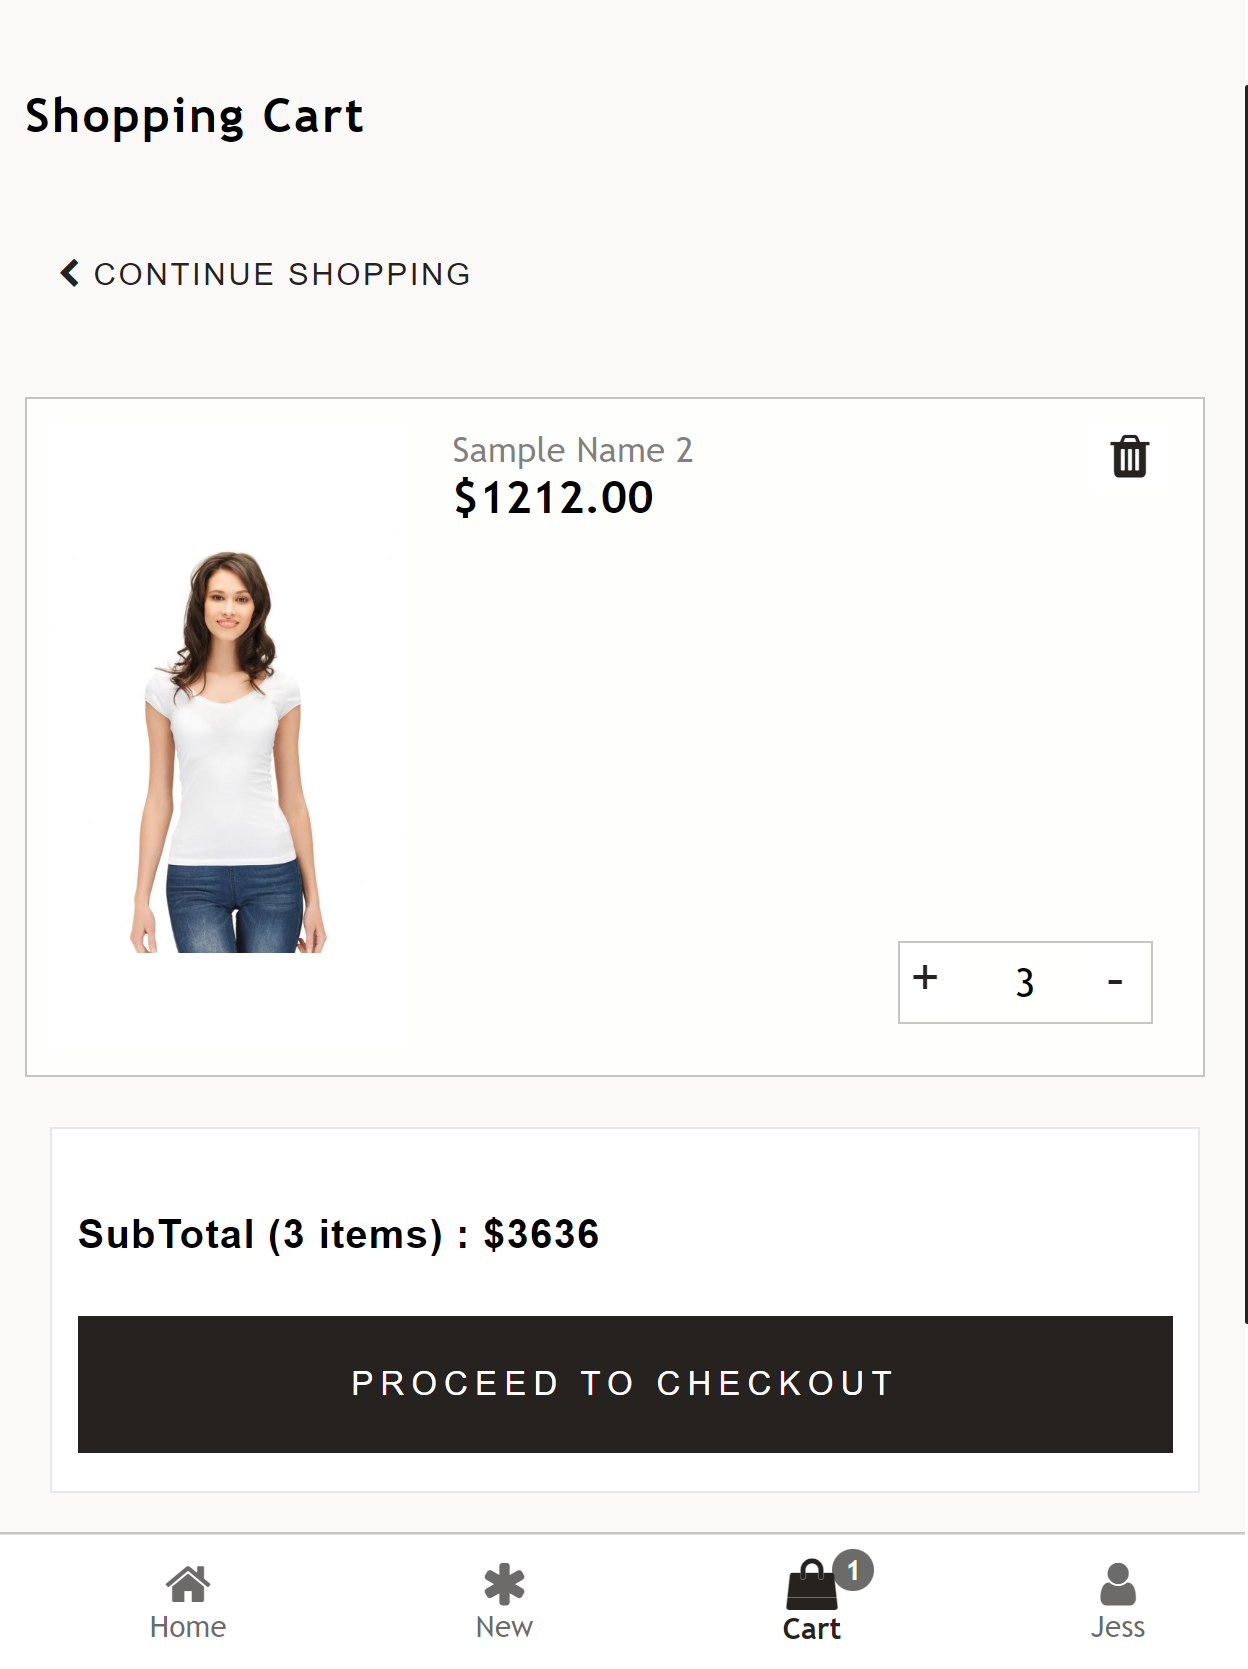 Shopping Cart
CONTINUE SHOPPING
Sample Name 2
$1212.00
+ 3 -
SubTotal (3 items) : $3636
PROCEED TO CHECKOUT
1
Home New Cart Jess